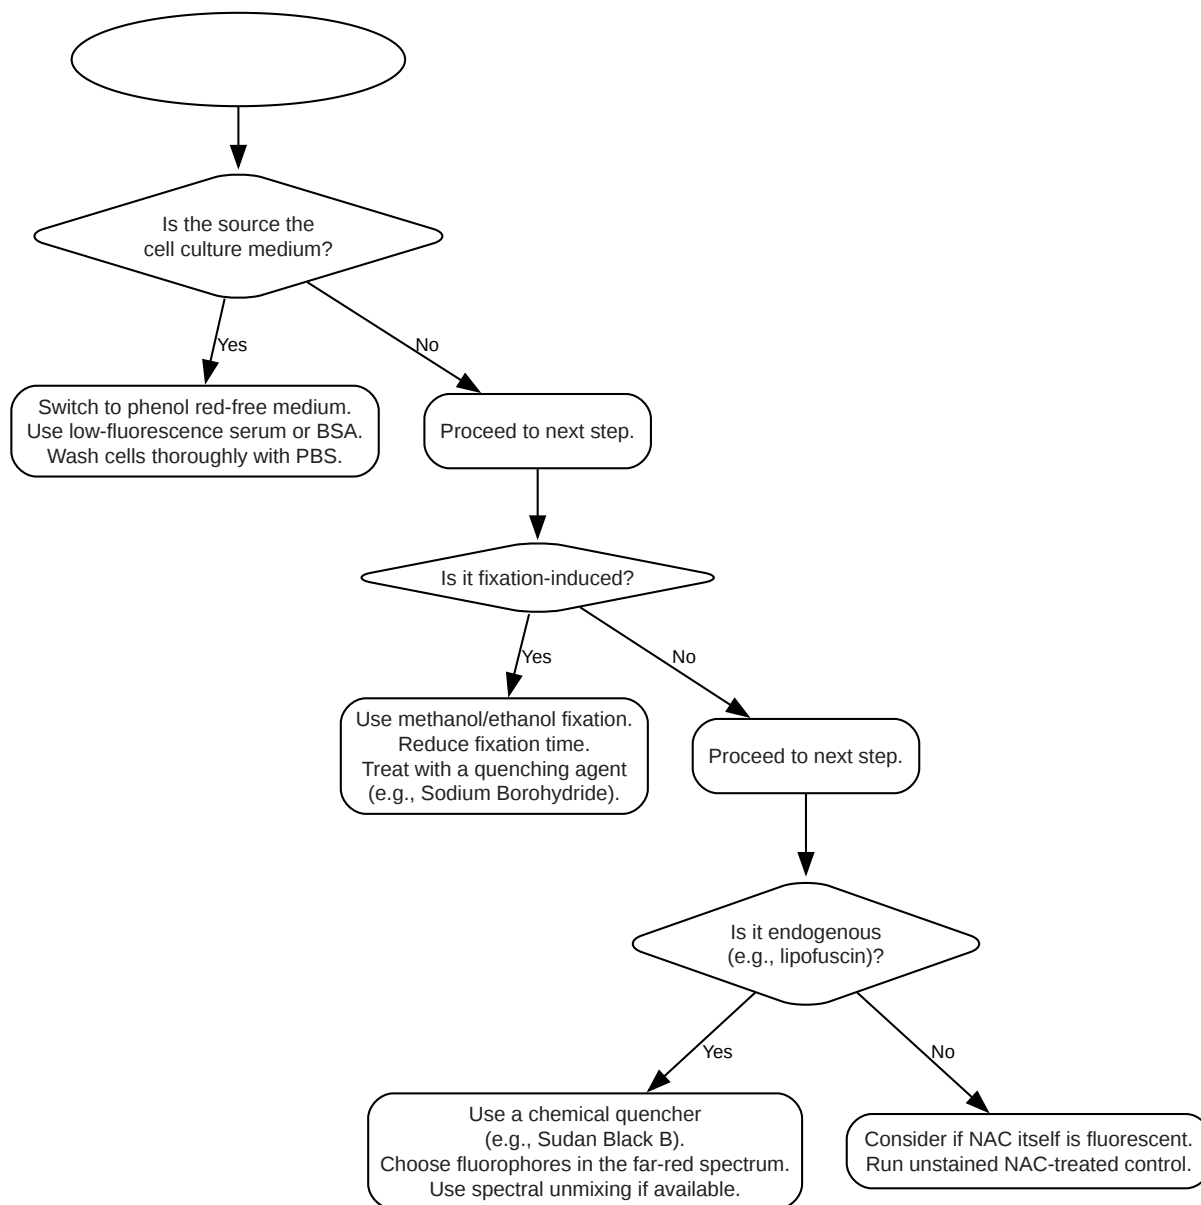 Is the source the
cell culture medium?
Yes
No
Switch to phenol red-free medium.
Use low-fluorescence serum or BSA.
Wash cells thoroughly with PBS.
Proceed to next step.
Is it fixation-induced?
Yes
No
Use methanol/ethanol fixation.
Reduce fixation time.
Treat with a quenching agent
(e.g., Sodium Borohydride).
Proceed to next step.
Is it endogenous
(e.g., lipofuscin)?
Yes
No
Use a chemical quencher
(e.g., Sudan Black B).
Choose fluorophores in the far-red spectrum.
Use spectral unmixing if available.
Consider if NAC itself is fluorescent.
Run unstained NAC-treated control.